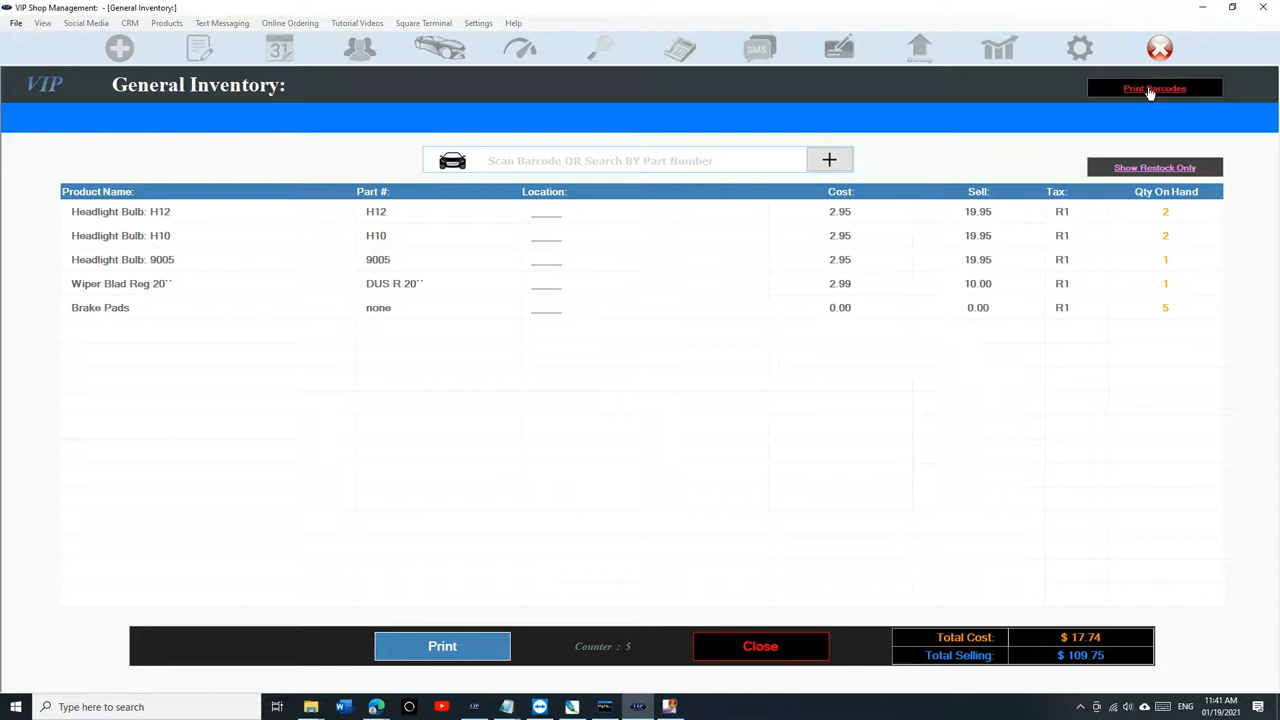 VIP Shop Management: - [General Inventory:]
File View Social Media CRM Products Text Messaging Online Ordering Tutorial Videos Square Terminal Settings Help
31 SMS
VIP General Inventory: Print Barcodes
Scan Barcode OR Search BY Part Number +
Show Restock Only
Product Name: Part #: Location: Cost: Sell: Tax: Qty On Hand
Headlight Bulb: H12 H12 _____ 2.95 19.95 R1 2
Headlight Bulb: H10 H10 _____ 2.95 19.95 R1 2
Headlight Bulb: 9005 9005 _____ 2.95 19.95 R1 1
Wiper Blad Reg 20`` DUS R 20`` _____ 2.99 10.00 R1 1
Brake Pads none _____ 0.00 0.00 R1 5
Print Counter : 5 Close Total Cost: $ 17.74
Total Selling: $ 109.75
Type here to search
11:41 AM
01/19/2021